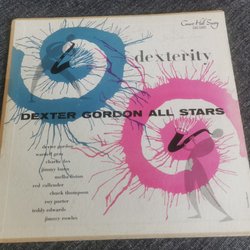 Concert Hall Society
dexterity
DEXTER GORDON ALL STARS
dexter gordon
wardell gray
charlie fox
jimmy bunn
melba liston
red callender
chuck thompson
roy porter
teddy edwards
jimmy rowles